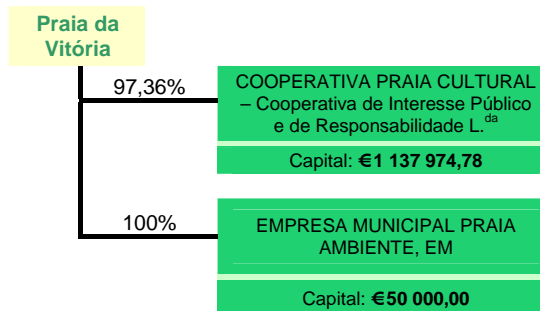 Praia da
Vitória
97,36%
COOPERATIVA PRAIA CULTURAL
– Cooperativa de Interesse Público
e de Responsabilidade L.da
Capital: €1 137 974,78
100%
EMPRESA MUNICIPAL PRAIA
AMBIENTE, EM
Capital: €50 000,00